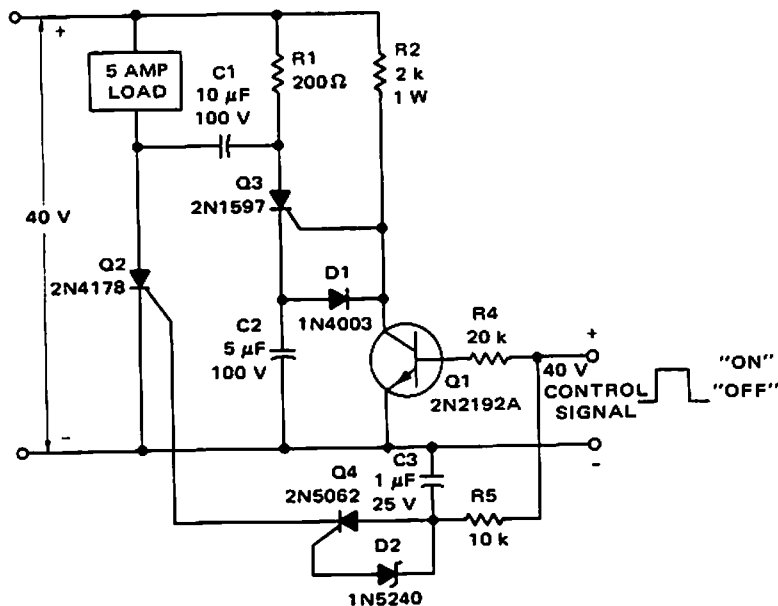 +
5 AMP
LOAD
C1
10 µF
100 V
R1
200Ω
R2
2 k
1 W
40 V
Q3
2N1597
Q2
2N4178
D1
1N4003
C2
5 µF
100 V
R4
20 k
Q1
2N2192A
+
40 V
CONTROL
SIGNAL
"ON"
"OFF"
-
-
Q4
2N5062
C3
1 µF
25 V
R5
10 k
D2
1N5240